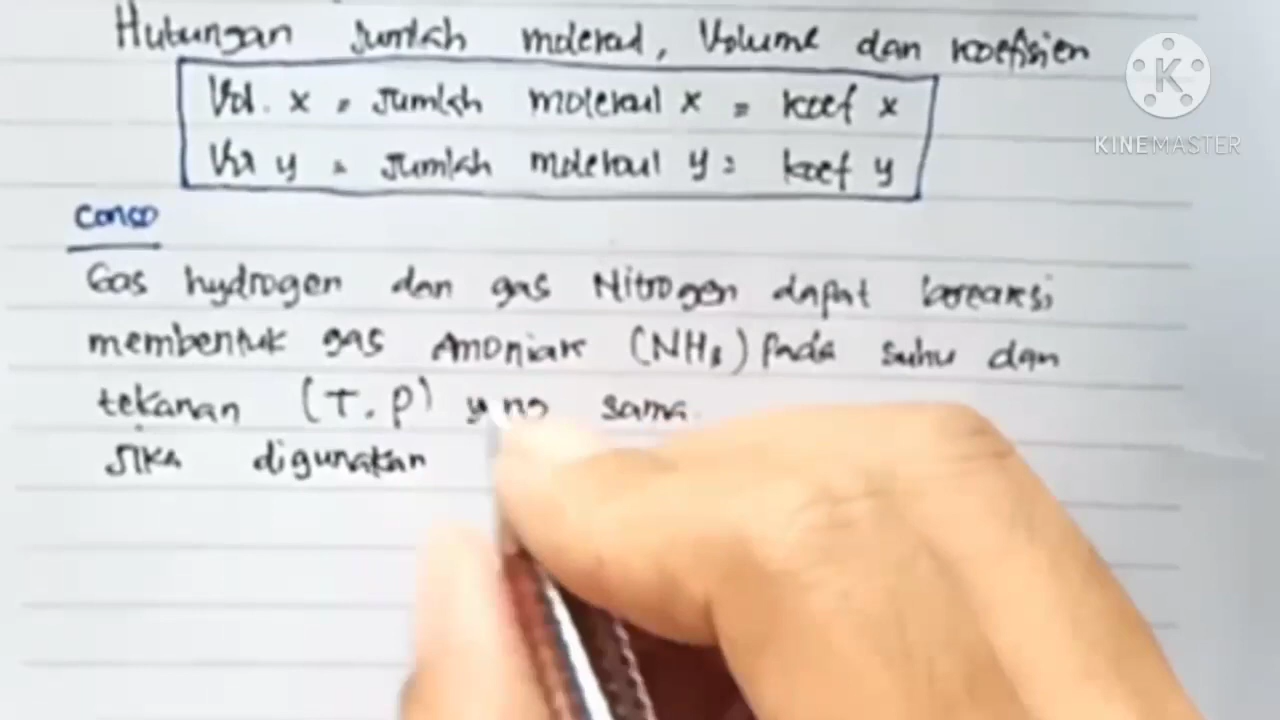 Hubungan Jumlah molekul, Volume dan koefisien
Vol. x = Jumlah molekul x = koef x
Vol y = Jumlah molekul y = koef y
Contoh
Gas hydrogen dan gas Nitrogen dapat bereaksi
membentuk gas Amoniak (NH3) pada suhu dan
tekanan (T.P) yang sama.
Jika digunakan
K
KINEMASTER